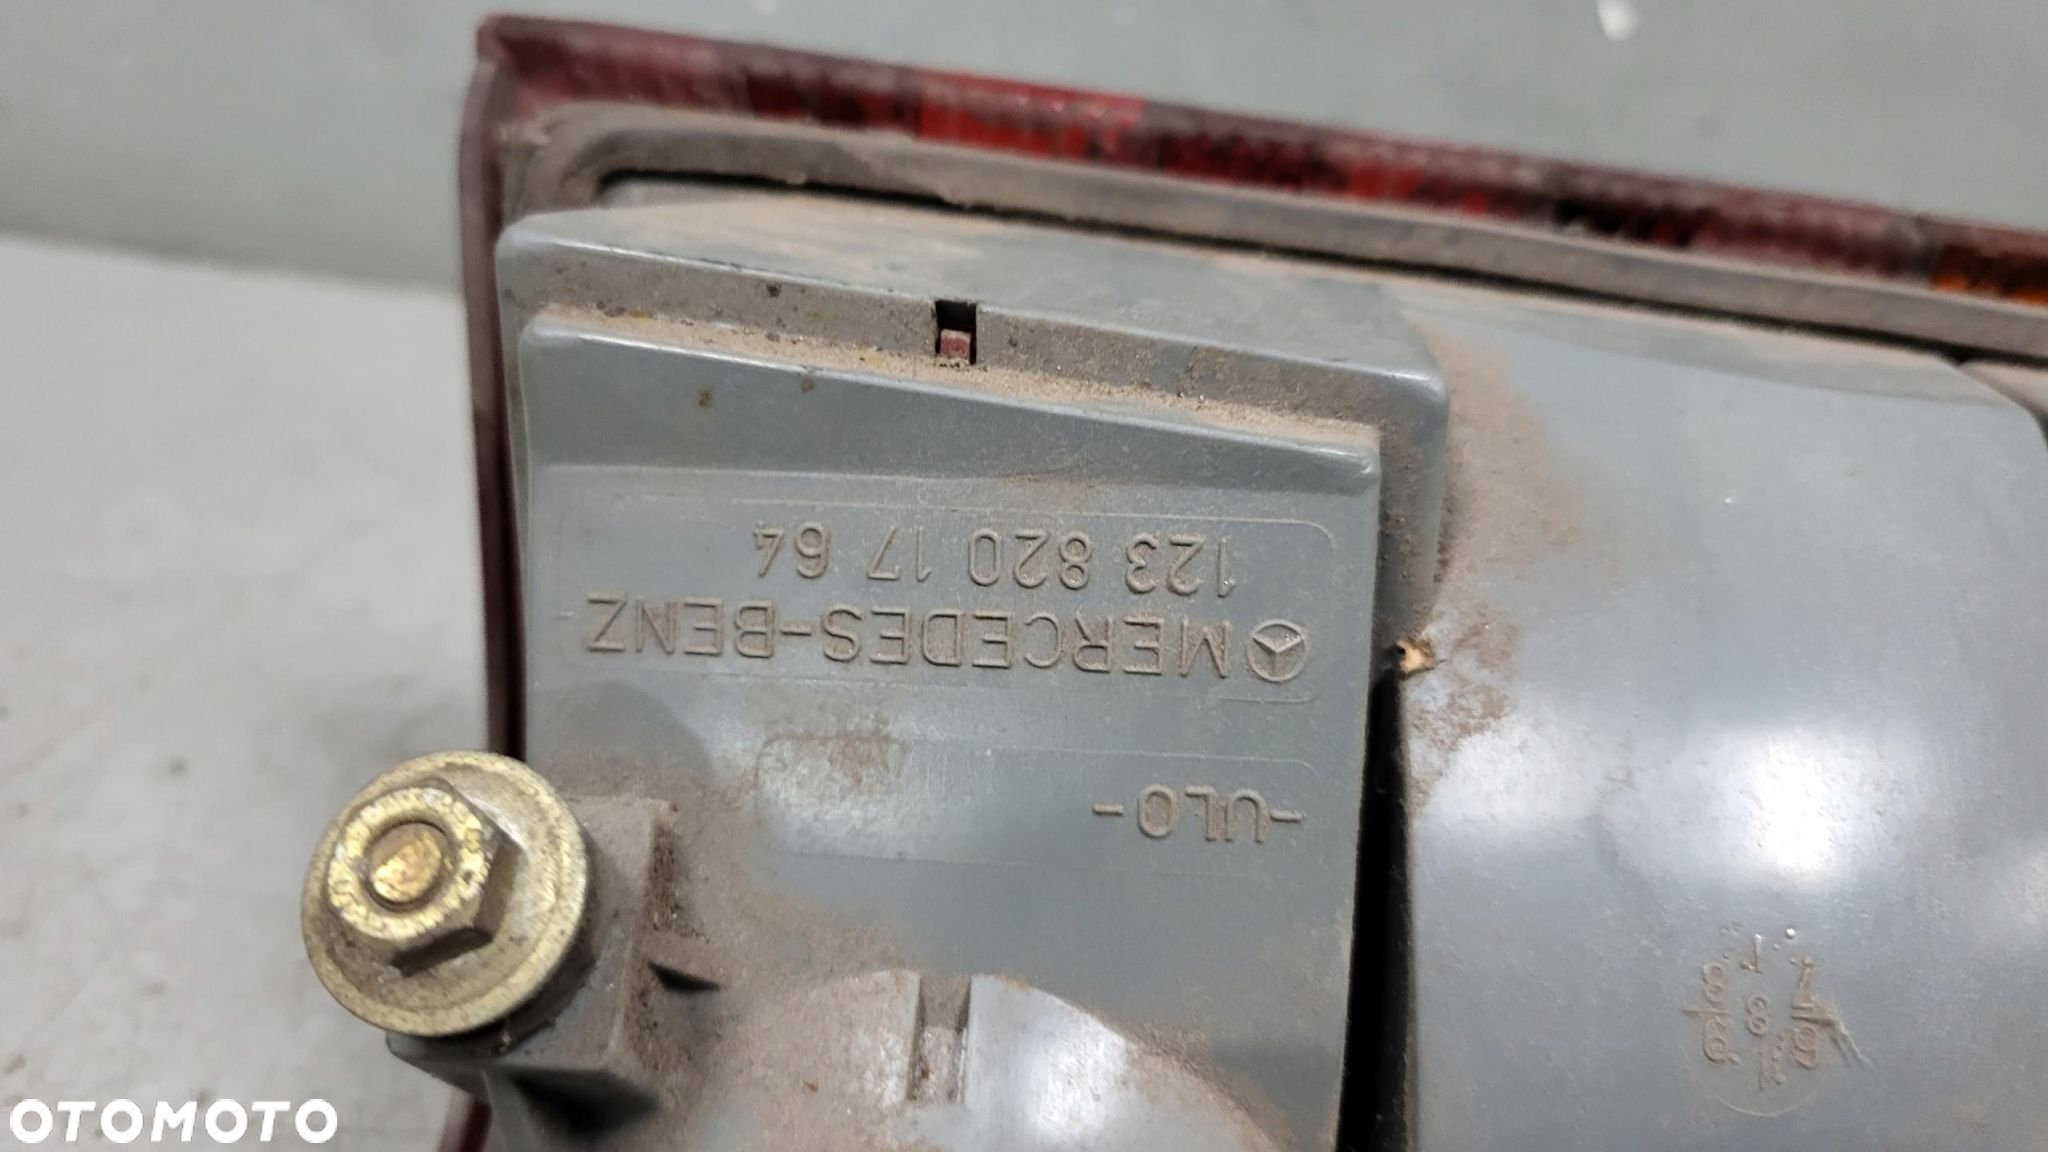 -ULO-
MERCEDES-BENZ
123 820 17 64
OTOMOTO